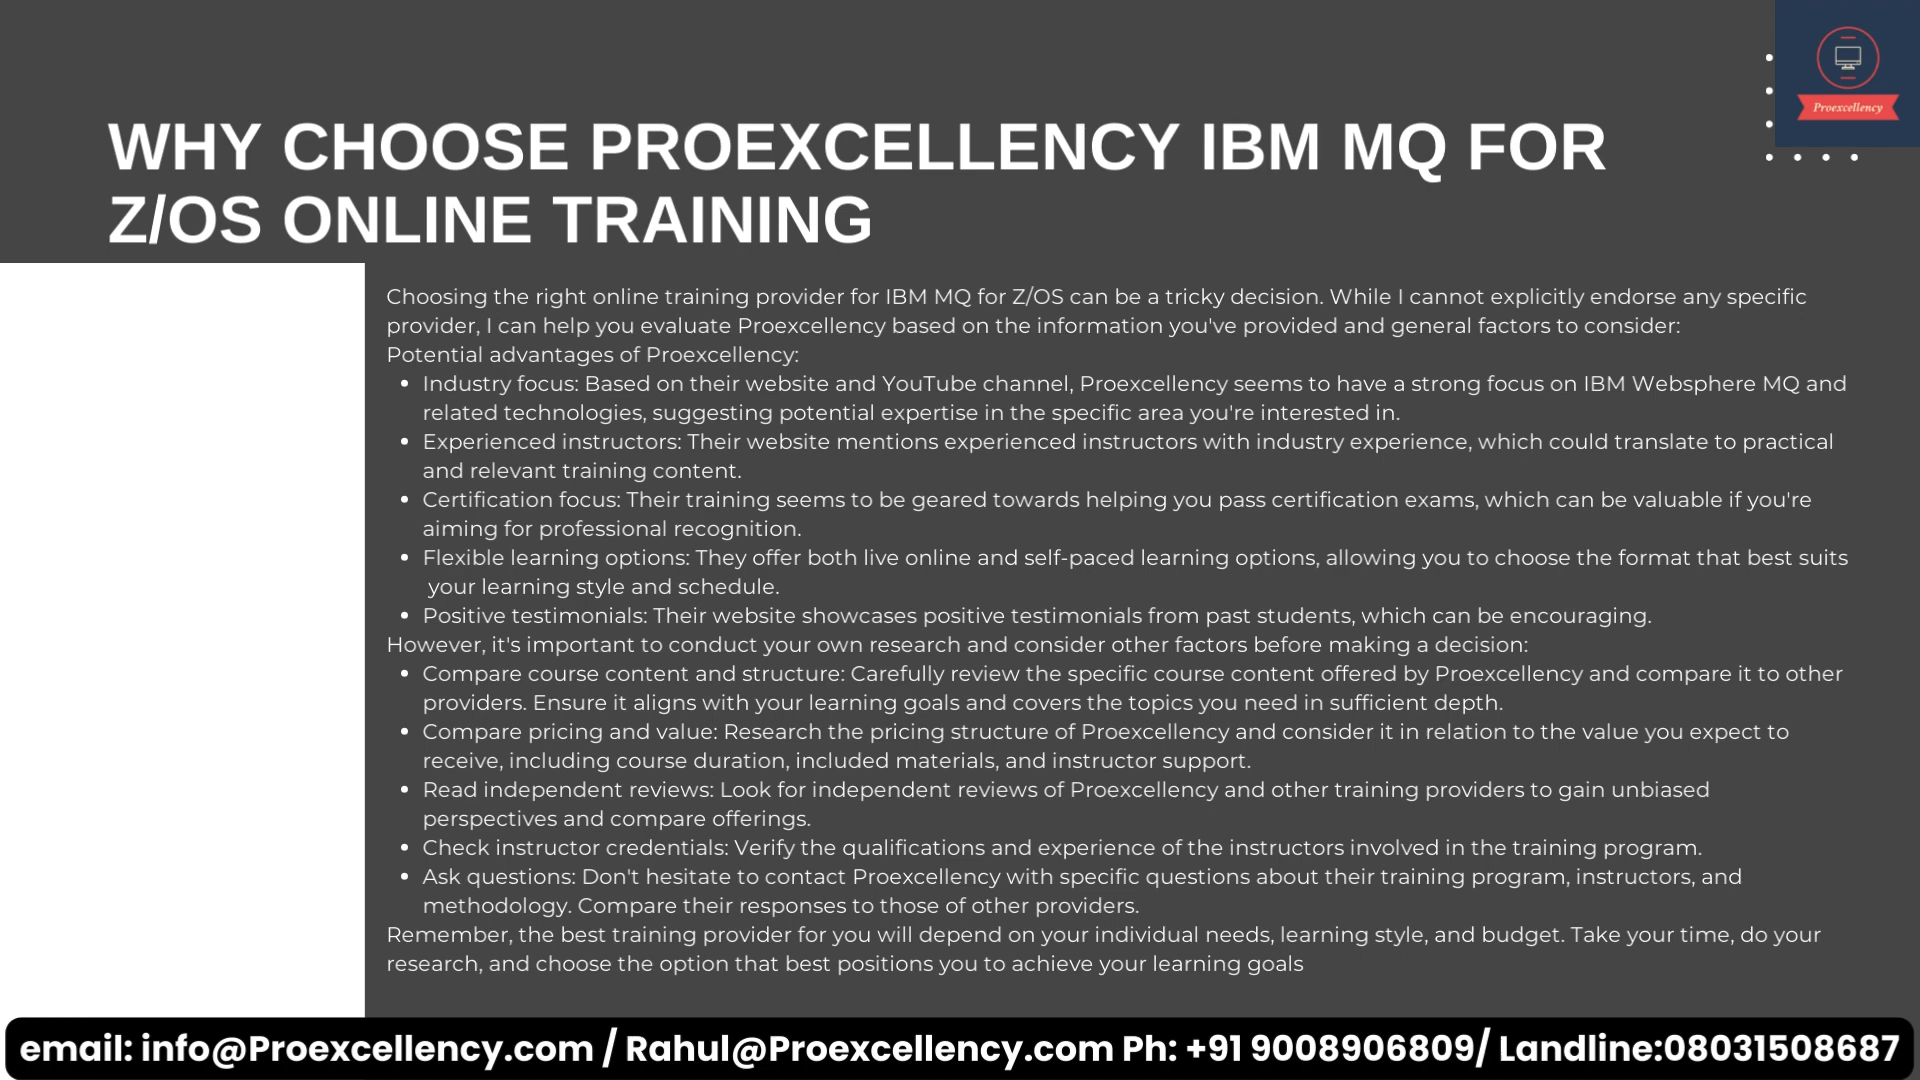 Proexcellency
WHY CHOOSE PROEXCELLENCY IBM MQ FOR
Z/OS ONLINE TRAINING
Choosing the right online training provider for IBM MQ for Z/OS can be a tricky decision. While I cannot explicitly endorse any specific
provider, I can help you evaluate Proexcellency based on the information you've provided and general factors to consider:
Potential advantages of Proexcellency:
• Industry focus: Based on their website and YouTube channel, Proexcellency seems to have a strong focus on IBM Websphere MQ and
related technologies, suggesting potential expertise in the specific area you're interested in.
• Experienced instructors: Their website mentions experienced instructors with industry experience, which could translate to practical
and relevant training content.
• Certification focus: Their training seems to be geared towards helping you pass certification exams, which can be valuable if you're
aiming for professional recognition.
• Flexible learning options: They offer both live online and self-paced learning options, allowing you to choose the format that best suits
your learning style and schedule.
• Positive testimonials: Their website showcases positive testimonials from past students, which can be encouraging.
However, it's important to conduct your own research and consider other factors before making a decision:
• Compare course content and structure: Carefully review the specific course content offered by Proexcellency and compare it to other
providers. Ensure it aligns with your learning goals and covers the topics you need in sufficient depth.
• Compare pricing and value: Research the pricing structure of Proexcellency and consider it in relation to the value you expect to
receive, including course duration, included materials, and instructor support.
• Read independent reviews: Look for independent reviews of Proexcellency and other training providers to gain unbiased
perspectives and compare offerings.
• Check instructor credentials: Verify the qualifications and experience of the instructors involved in the training program.
• Ask questions: Don't hesitate to contact Proexcellency with specific questions about their training program, instructors, and
methodology. Compare their responses to those of other providers.
Remember, the best training provider for you will depend on your individual needs, learning style, and budget. Take your time, do your
research, and choose the option that best positions you to achieve your learning goals
email: info@Proexcellency.com / Rahul@Proexcellency.com Ph: +91 9008906809/ Landline:08031508687